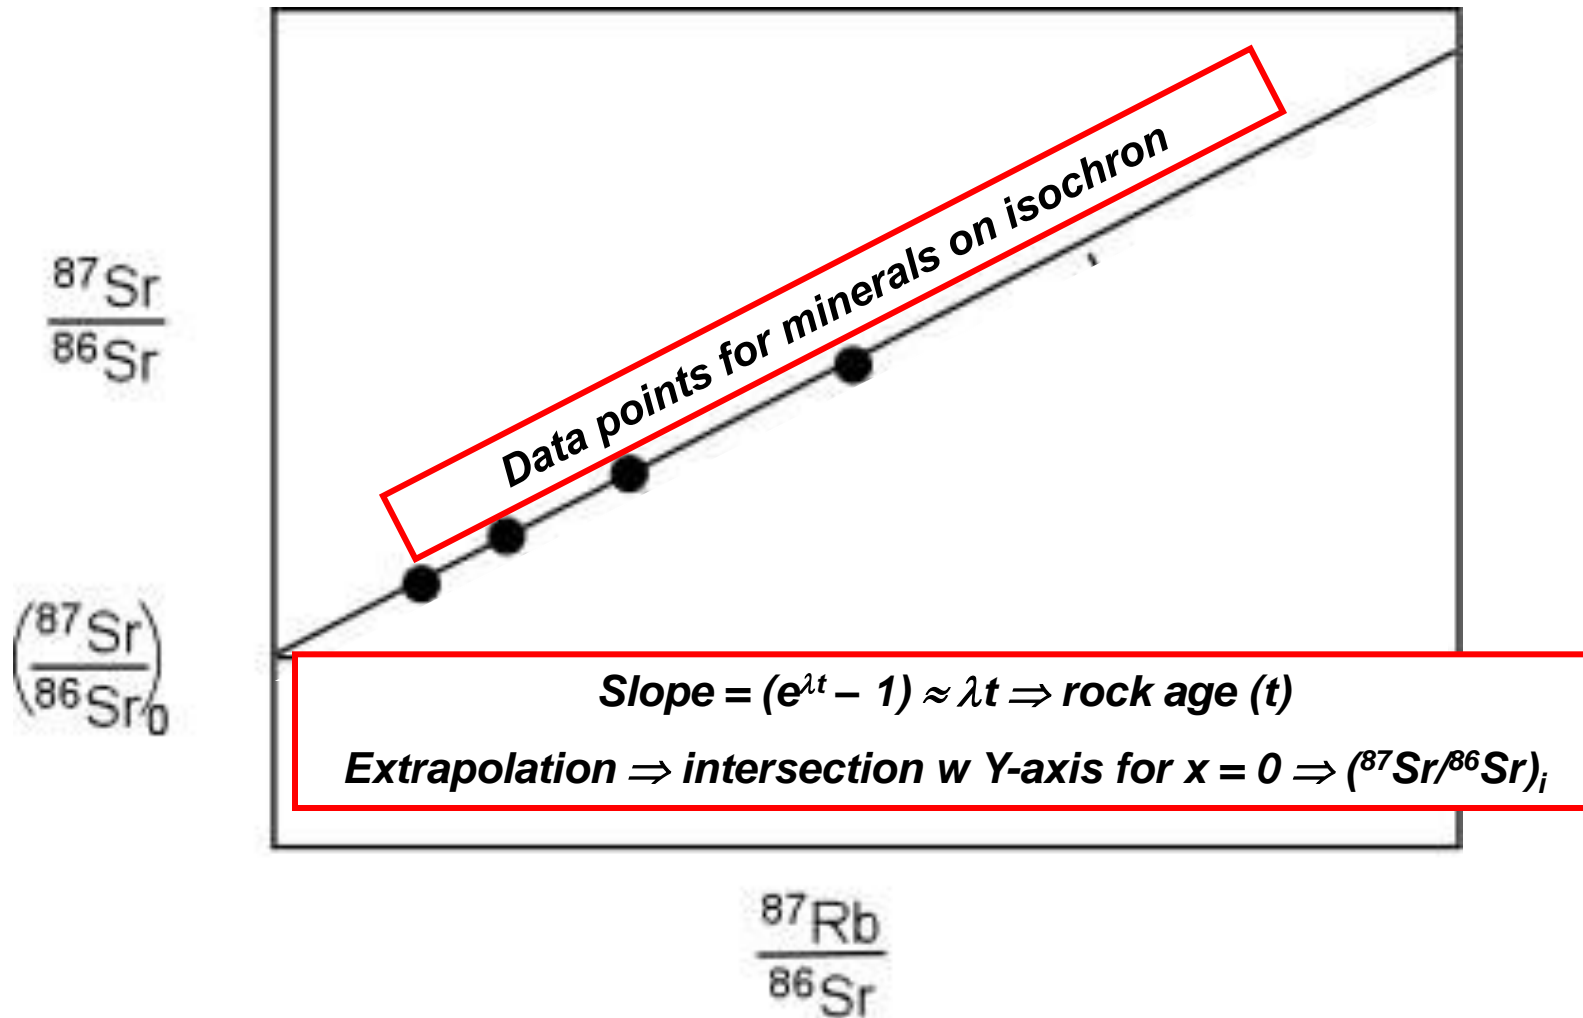 Data points for minerals on isochron
⁸⁷Sr
⁸⁶Sr
(⁸⁷Sr
⁸⁶Sr)₀
Slope = (e^λt – 1) ≈ λt ⇒ rock age (t)
Extrapolation ⇒ intersection w Y-axis for x = 0 ⇒ (⁸⁷Sr/⁸⁶Sr)ᵢ
⁸⁷Rb
⁸⁶Sr